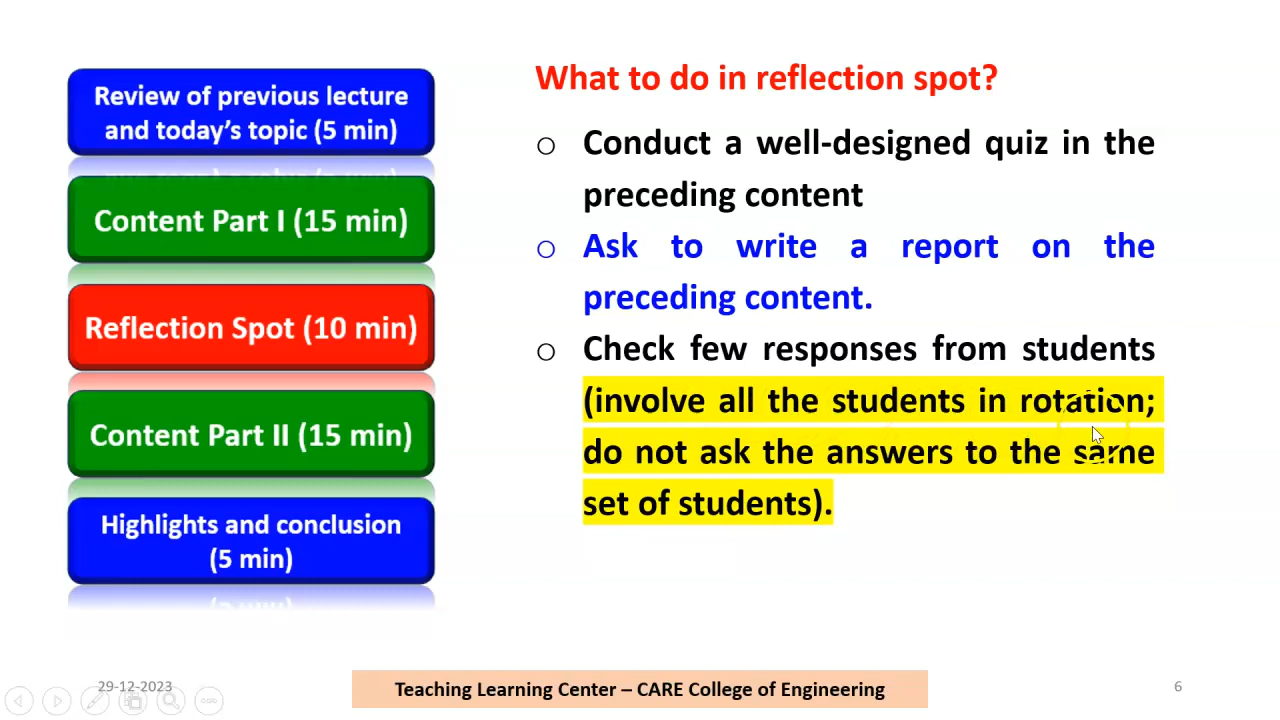 Review of previous lecture
and today's topic (5 min)
Content Part I (15 min)
Reflection Spot (10 min)
Content Part II (15 min)
Highlights and conclusion
(5 min)
What to do in reflection spot?
o Conduct a well-designed quiz in the
preceding content
o Ask to write a report on the
preceding content.
o Check few responses from students
(involve all the students in rotation;
do not ask the answers to the same
set of students).
29-12-2023
Teaching Learning Center – CARE College of Engineering
6